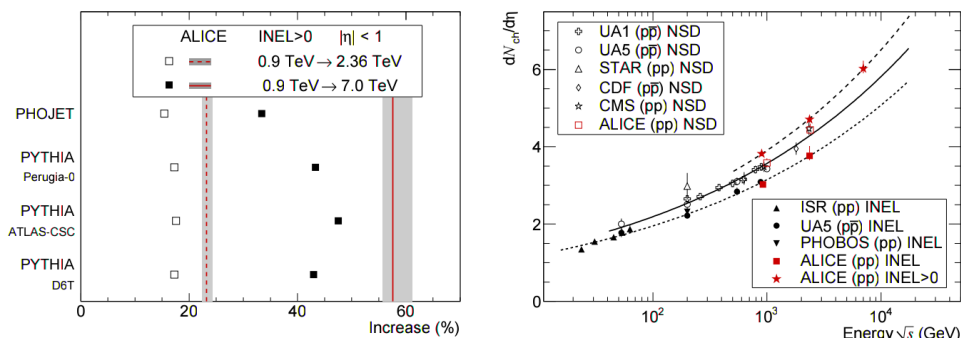 ALICE INEL>0 |η| < 1
0.9 TeV → 2.36 TeV
0.9 TeV → 7.0 TeV
PHOJET
PYTHIA
Perugia-0
PYTHIA
ATLAS-CSC
PYTHIA
D6T
0 20 40 60
Increase (%)
dN_ch/dη
6
4
2
0
UA1 (pp̅) NSD
UA5 (pp̅) NSD
STAR (pp) NSD
CDF (pp̅) NSD
CMS (pp) NSD
ALICE (pp) NSD
ISR (pp) INEL
UA5 (pp̅) INEL
PHOBOS (pp) INEL
ALICE (pp) INEL
ALICE (pp) INEL>0
10² 10³ 10⁴
Energy √s (GeV)